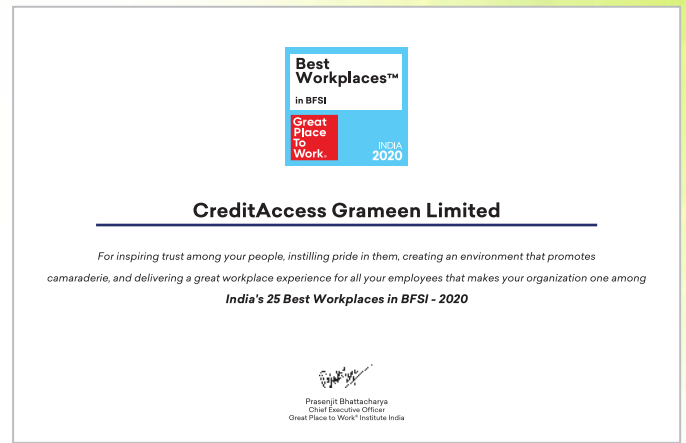 Best
Workplaces™
in BFSI
Great
Place
To
Work®
INDIA
2020
CreditAccess Grameen Limited
For inspiring trust among your people, instilling pride in them, creating an environment that promotes
camaraderie, and delivering a great workplace experience for all your employees that makes your organization one among
India's 25 Best Workplaces in BFSI - 2020
Prasenjit Bhattacharya
Chief Executive Officer
Great Place to Work® Institute India